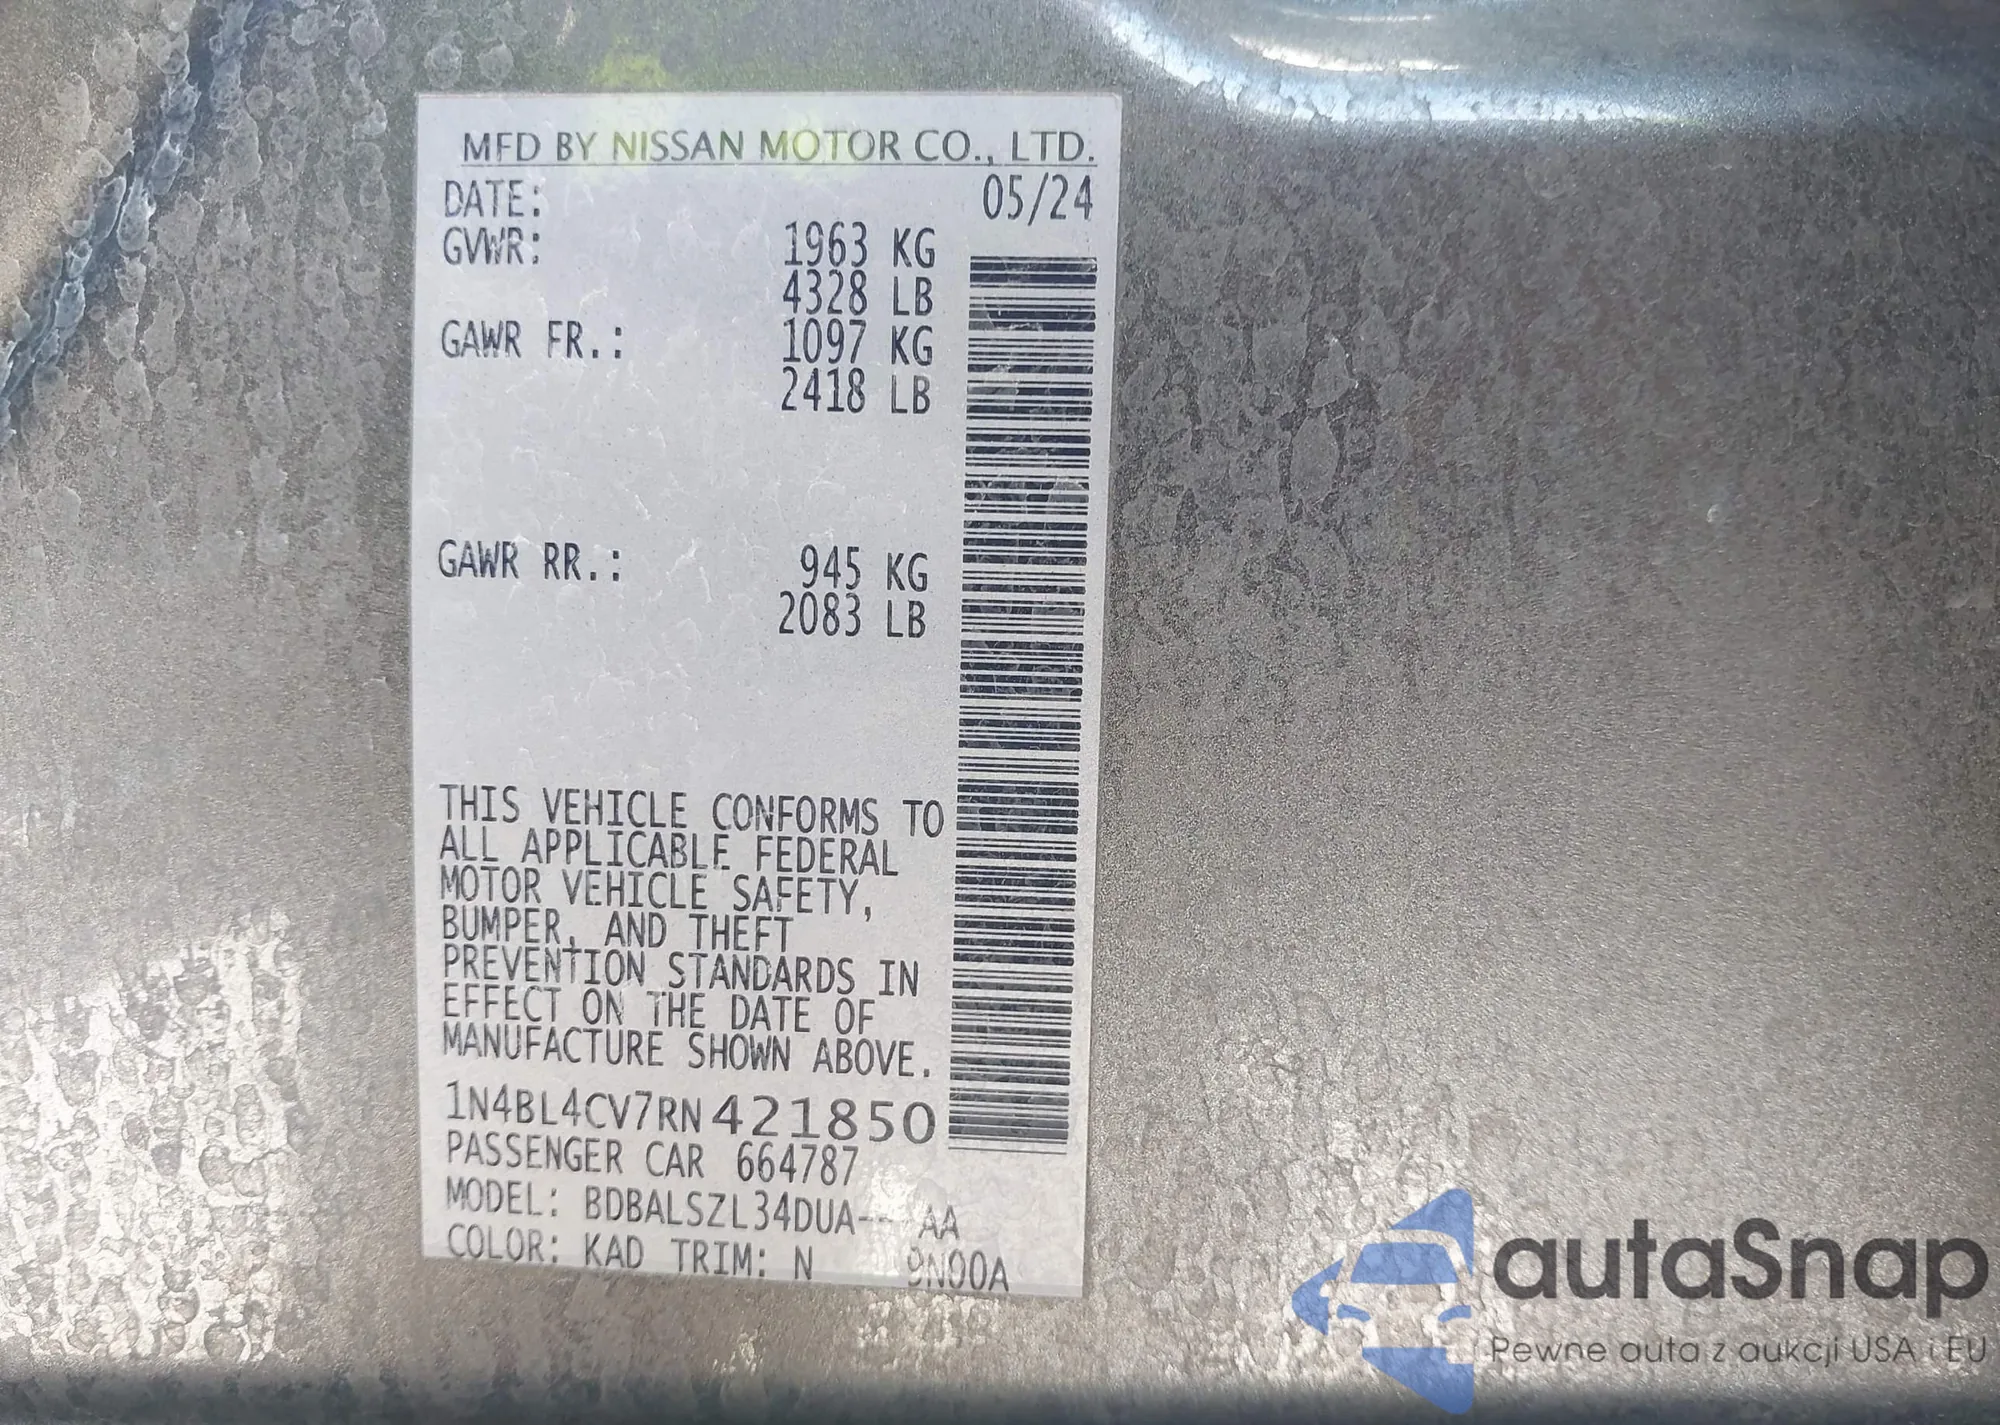 MFD BY NISSAN MOTOR CO., LTD.
DATE: 05/24
GVWR: 1963 KG
4328 LB
GAWR FR.: 1097 KG
2418 LB
GAWR RR.: 945 KG
2083 LB
THIS VEHICLE CONFORMS TO
ALL APPLICABLE FEDERAL
MOTOR VEHICLE SAFETY,
BUMPER, AND THEFT
PREVENTION STANDARDS IN
EFFECT ON THE DATE OF
MANUFACTURE SHOWN ABOVE.
1N4BL4CV7RN421850
PASSENGER CAR 664787
MODEL: BDBALSZL34DUA-- AA
COLOR: KAD TRIM: N 9N00A
autaSnap
Pewne auta z aukcji USA i EU